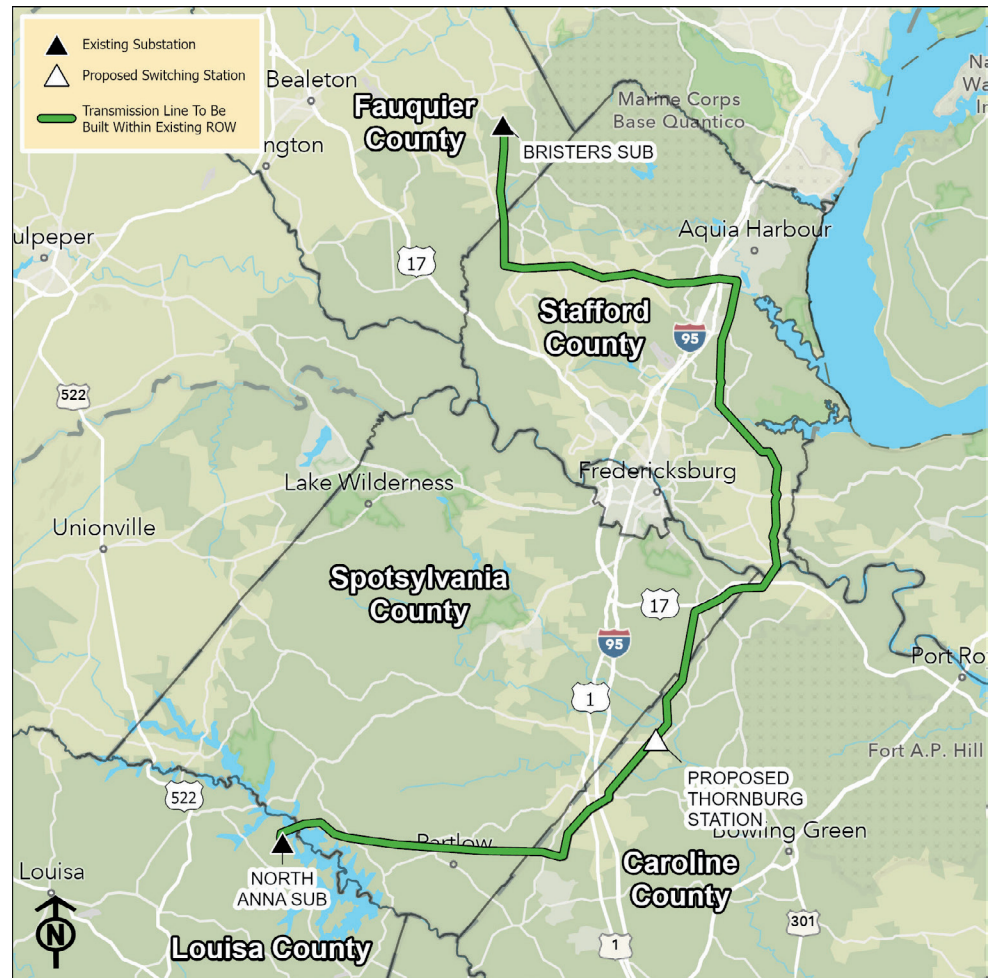 Existing Substation
Proposed Switching Station
Transmission Line To Be
Built Within Existing ROW
Bealeton
Fauquier
County
Marine Corps
Base Quantico
BRISTERS SUB
ulpeper
17
Aquia Harbour
Stafford
County
95
522
Fredericksburg
Lake Wilderness
Unionville
Spotsylvania
County
17
95
Port Ro
1
Fort A.P. Hill
PROPOSED
THORNBURG
STATION
522
Bowling Green
Partlow
Louisa
NORTH
ANNA SUB
Caroline
County
301
N
Louisa County
1